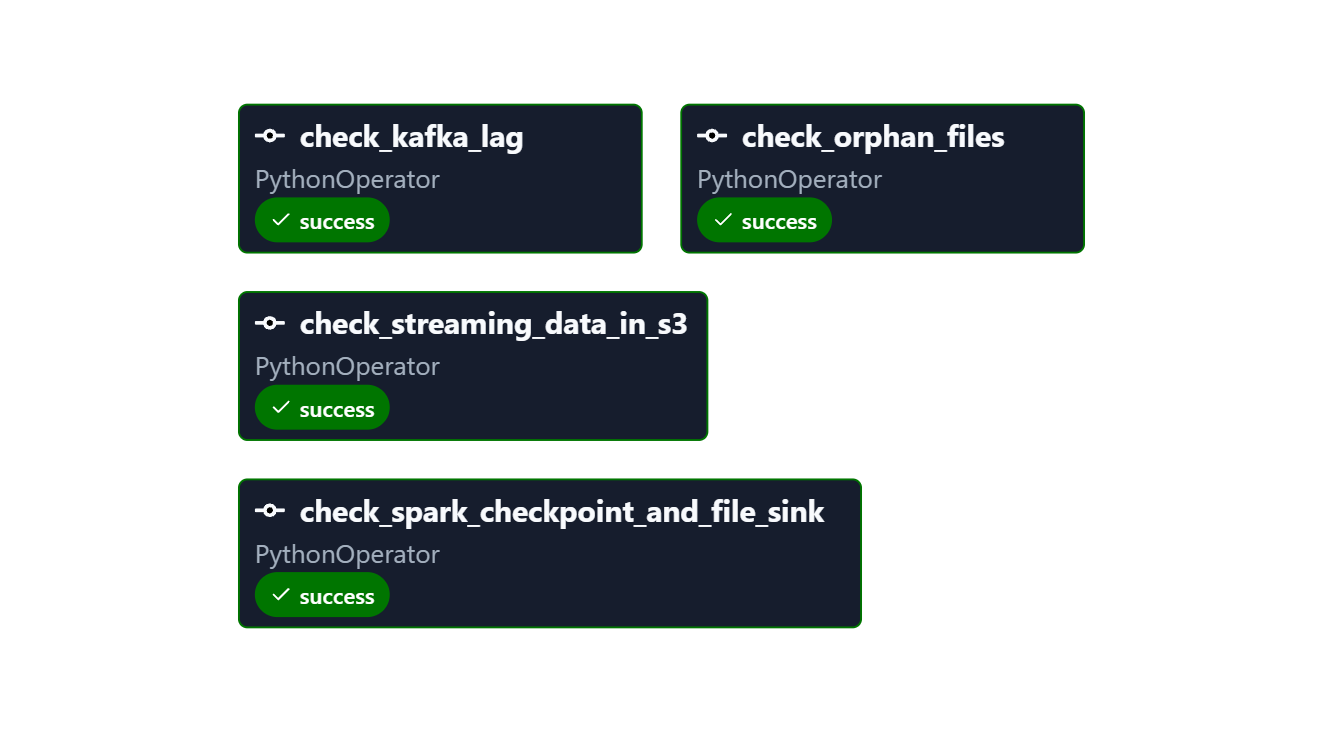 check_kafka_lag
PythonOperator
success
check_orphan_files
PythonOperator
success
check_streaming_data_in_s3
PythonOperator
success
check_spark_checkpoint_and_file_sink
PythonOperator
success